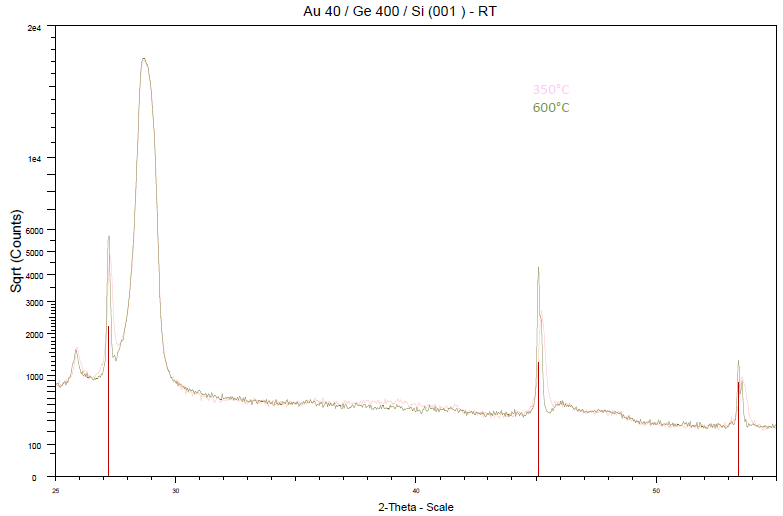 Au 40 / Ge 400 / Si (001 ) - RT
2e4
350°C
600°C
1e4
6000
5000
4000
3000
2000
1000
100
0
Sqrt (Counts)
25
30
40
50
2-Theta - Scale